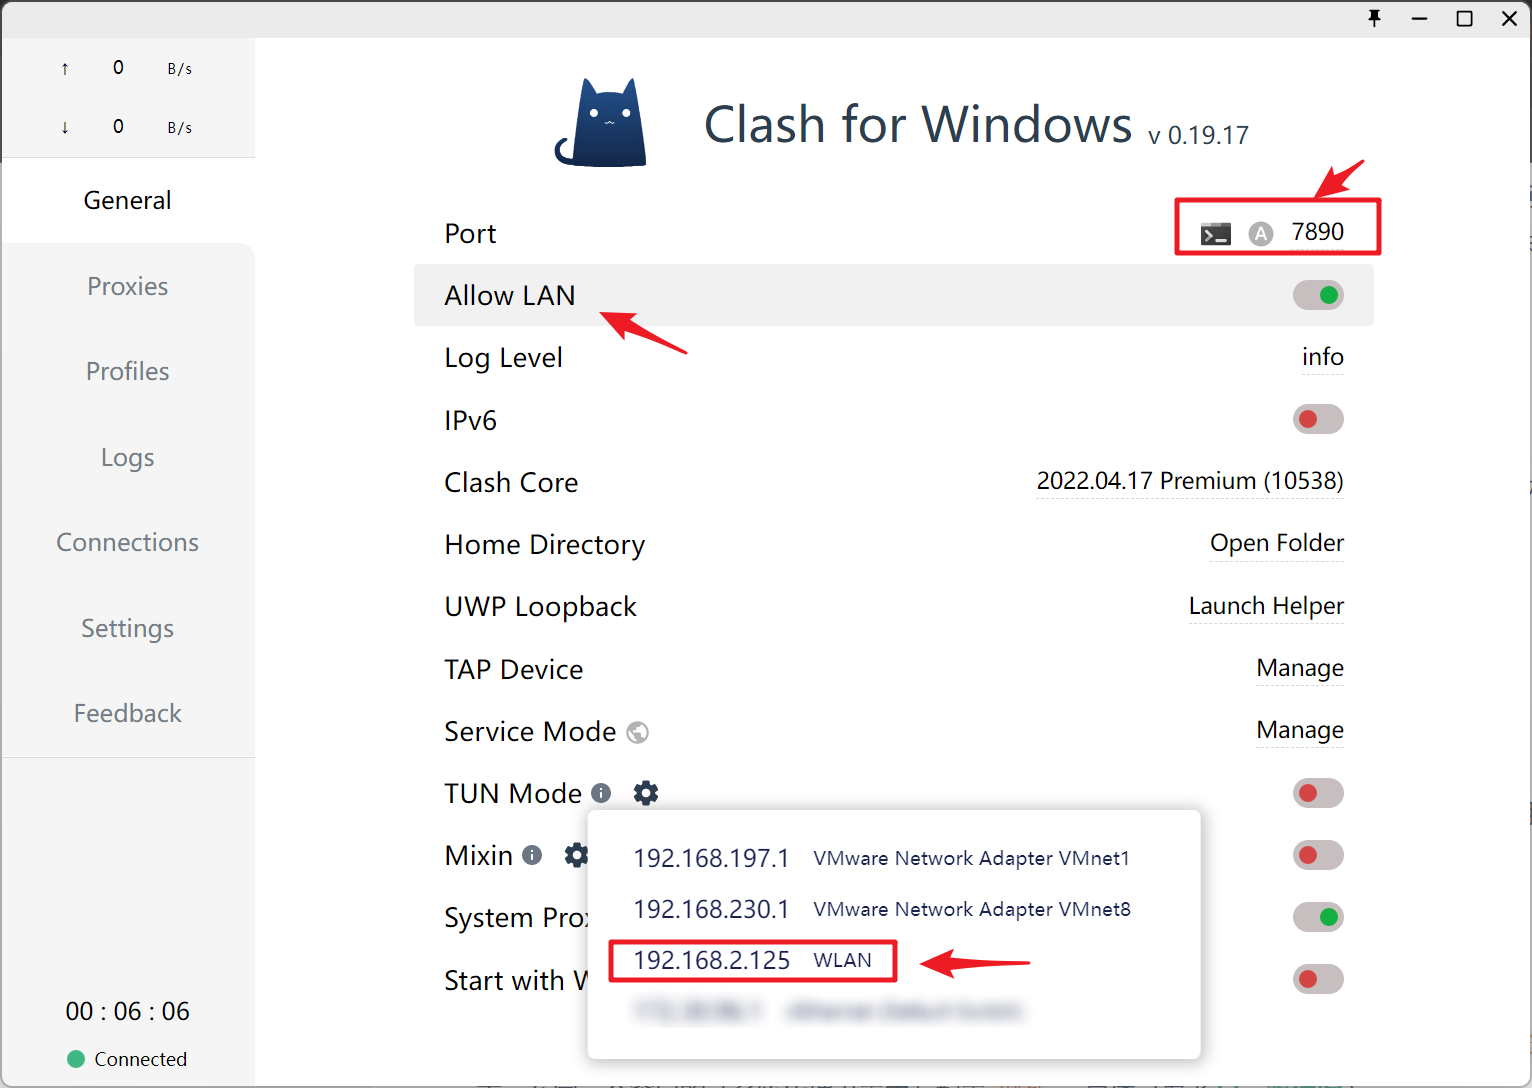 ↑ 0 B/s
↓ 0 B/s
General
Proxies
Profiles
Logs
Connections
Settings
Feedback
00 : 06 : 06
Connected
Clash for Windows v 0.19.17
Port A 7890
Allow LAN
Log Level info
IPv6
Clash Core 2022.04.17 Premium (10538)
Home Directory Open Folder
UWP Loopback Launch Helper
TAP Device Manage
Service Mode Manage
TUN Mode
Mixin
System
Start with
192.168.197.1 VMware Network Adapter VMnet1
192.168.230.1 VMware Network Adapter VMnet8
192.168.2.125 WLAN